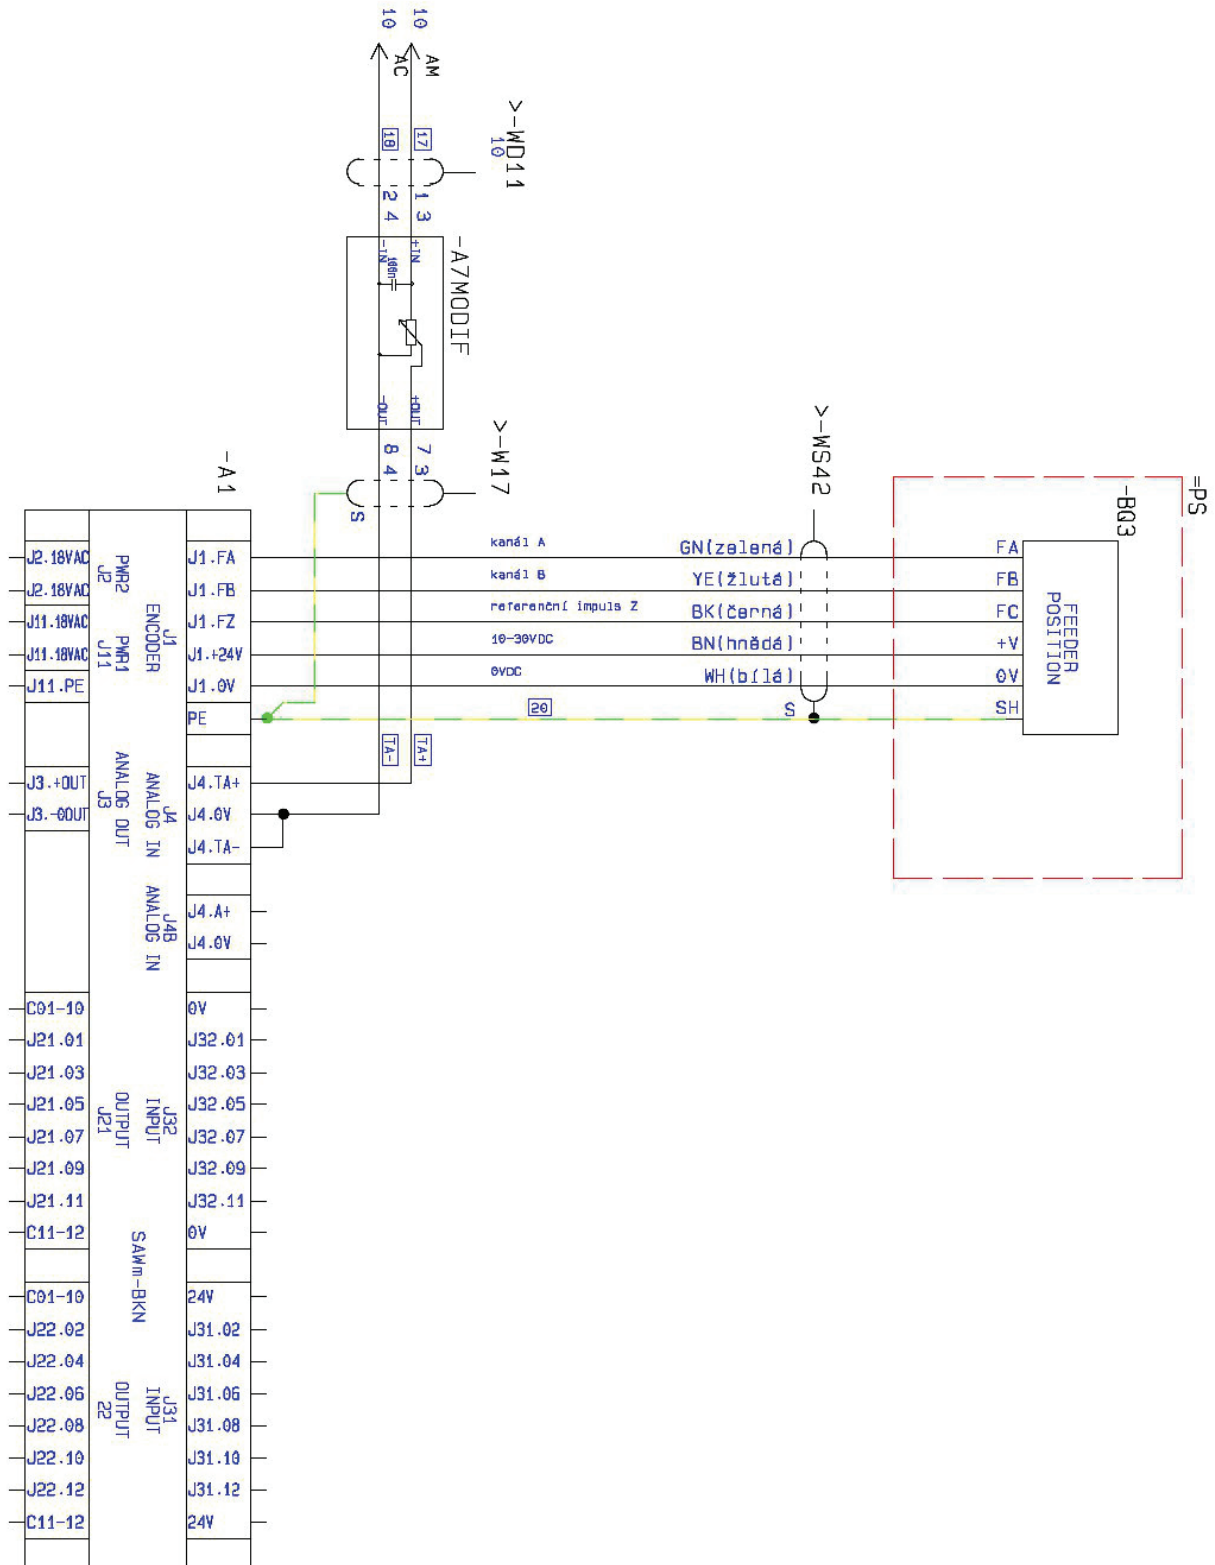 10
10
AM
AC
>-WD11
10
17
18
1 3
2 4
-A7MODIF
+IN
-IN
100n
+OUT
-OUT
7 3
8 4
>-W17
S
>-WS42
=PS
-BQ3
FEEDER
POSITION
FA
FB
FC
+V
0V
SH
kanál A
GN(zelená)
kanál B
YE(žlutá)
referenční impuls Z
BK(černá)
10-30VDC
BN(hnědá)
0VDC
WH(bílá)
20
S
TA-
TA+
-A1
J2.18VAC
J2.18VAC
J11.18VAC
J11.18VAC
J11.PE
PWR2
J2
PWR1
J11
J1
ENCODER
J1.FA
J1.FB
J1.FZ
J1.+24V
J1.0V
PE
J3.+OUT
J3.-0OUT
ANALOG OUT
J3
J4
ANALOG IN
J4.TA+
J4.0V
J4.TA-
J4B
ANALOG IN
J4.A+
J4.0V
C01-10
J21.01
J21.03
J21.05
J21.07
J21.09
J21.11
C11-12
OUTPUT
J21
J32
INPUT
0V
J32.01
J32.03
J32.05
J32.07
J32.09
J32.11
0V
SAWm-BKN
C01-10
J22.02
J22.04
J22.06
J22.08
J22.10
J22.12
C11-12
OUTPUT
22
J31
INPUT
24V
J31.02
J31.04
J31.06
J31.08
J31.10
J31.12
24V